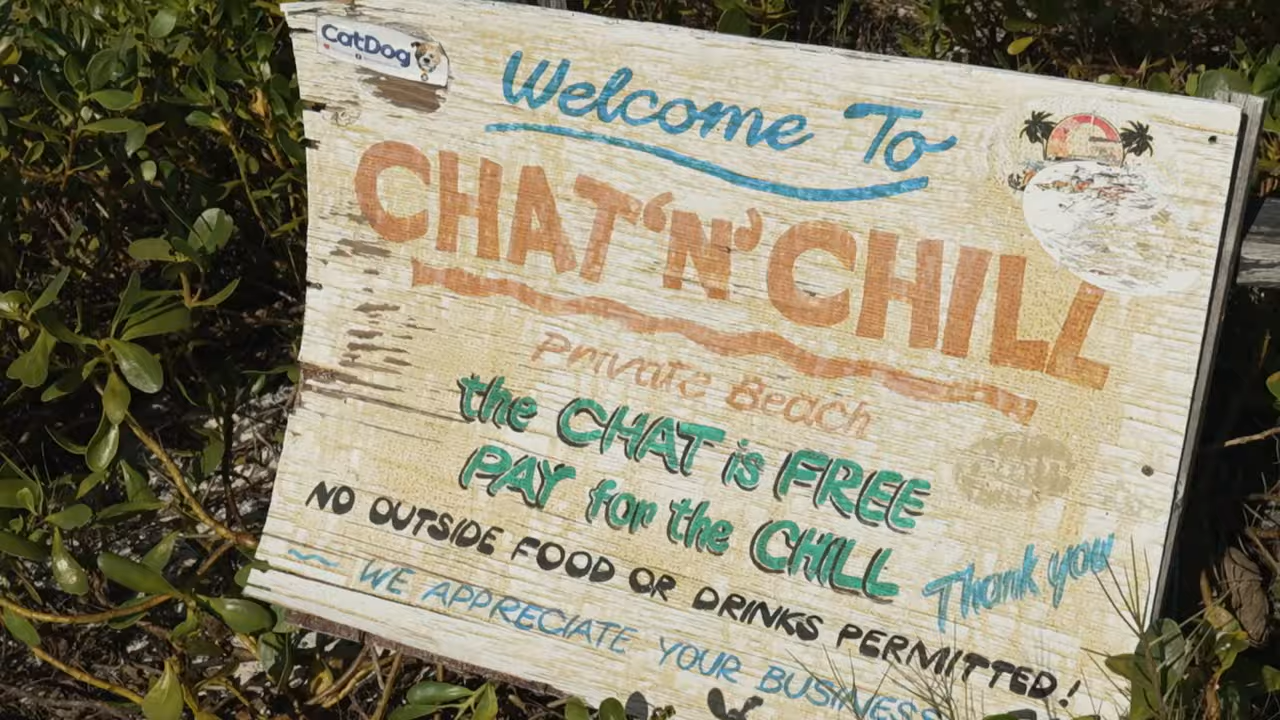 CatDog
Welcome To
CHAT 'N' CHILL
Private Beach
the CHAT is FREE
PAY for the CHILL
NO OUTSIDE FOOD OR DRINKS PERMITTED!
Thank you
~ WE APPRECIATE YOUR BUSINESS